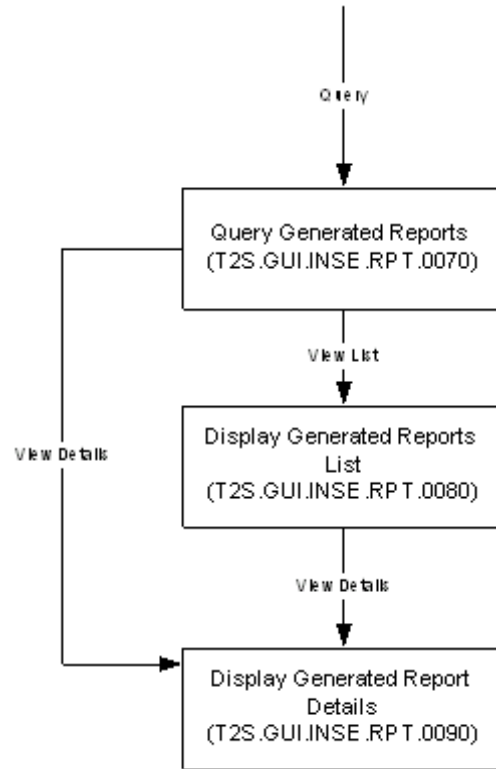 Query
Query Generated Reports
(T2S.GUI.INSE.RPT.0070)
View List
Display Generated Reports
List
(T2S.GUI.INSE.RPT.0080)
View Details
View Details
Display Generated Report
Details
(T2S.GUI.INSE.RPT.0090)